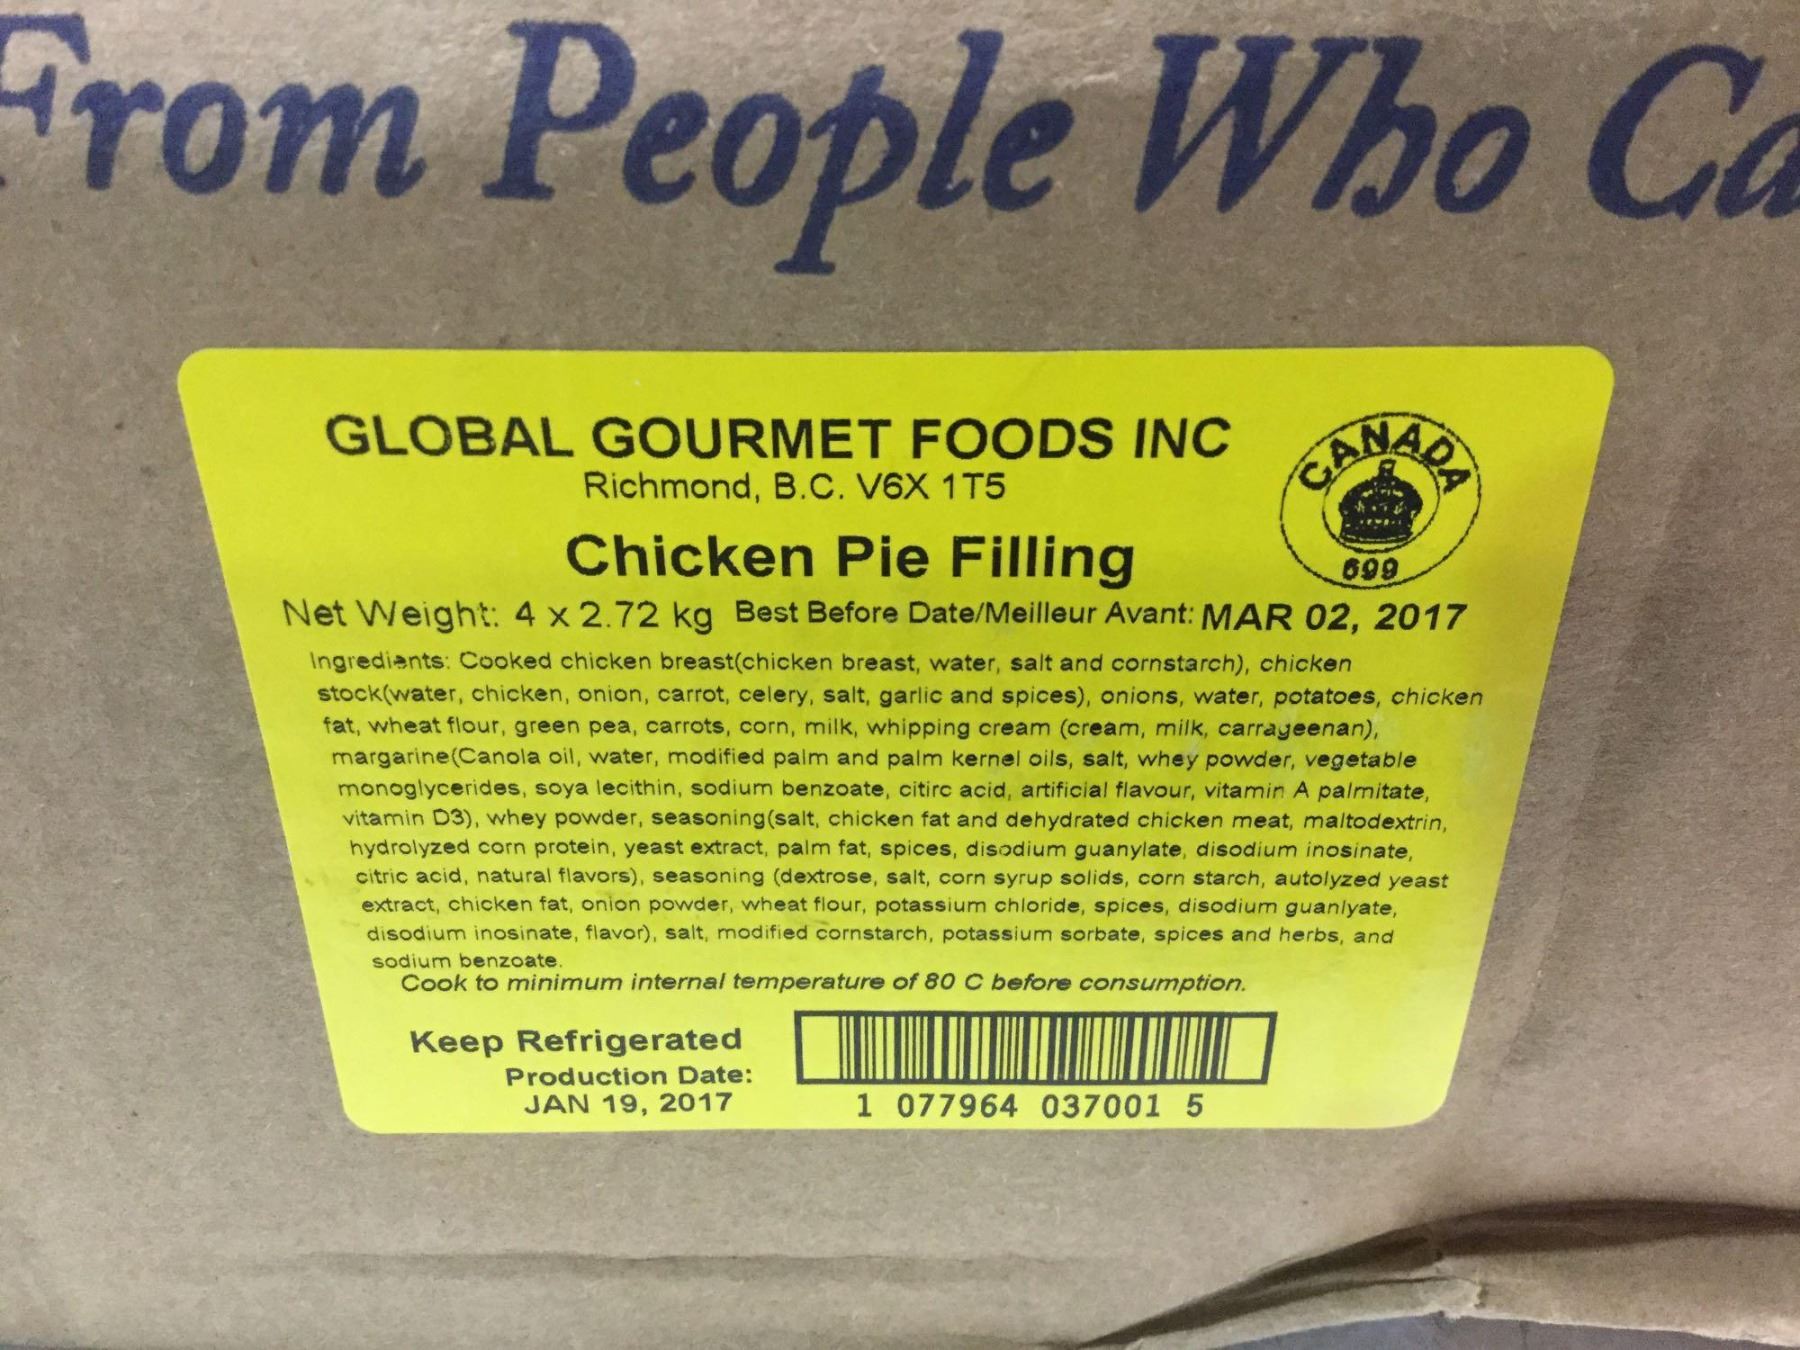 From People Who Ca
GLOBAL GOURMET FOODS INC
Richmond, B.C. V6X 1T5
CANADA
699
Chicken Pie Filling
Net Weight: 4 x 2.72 kg Best Before Date/Meilleur Avant: MAR 02, 2017
Ingredients: Cooked chicken breast(chicken breast, water, salt and cornstarch), chicken
stock(water, chicken, onion, carrot, celery, salt, garlic and spices), onions, water, potatoes, chicken
fat, wheat flour, green pea, carrots, corn, milk, whipping cream (cream, milk, carrageenan),
margarine(Canola oil, water, modified palm and palm kernel oils, salt, whey powder, vegetable
monoglycerides, soya lecithin, sodium benzoate, citirc acid, artificial flavour, vitamin A palmitate,
vitamin D3), whey powder, seasoning(salt, chicken fat and dehydrated chicken meat, maltodextrin,
hydrolyzed corn protein, yeast extract, palm fat, spices, disodium guanylate, disodium inosinate,
citric acid, natural flavors), seasoning (dextrose, salt, corn syrup solids, corn starch, autolyzed yeast
extract, chicken fat, onion powder, wheat flour, potassium chloride, spices, disodium guanlyate,
disodium inosinate, flavor), salt, modified cornstarch, potassium sorbate, spices and herbs, and
sodium benzoate.
Cook to minimum internal temperature of 80 C before consumption.
Keep Refrigerated
Production Date:
JAN 19, 2017
1 077964 037001 5